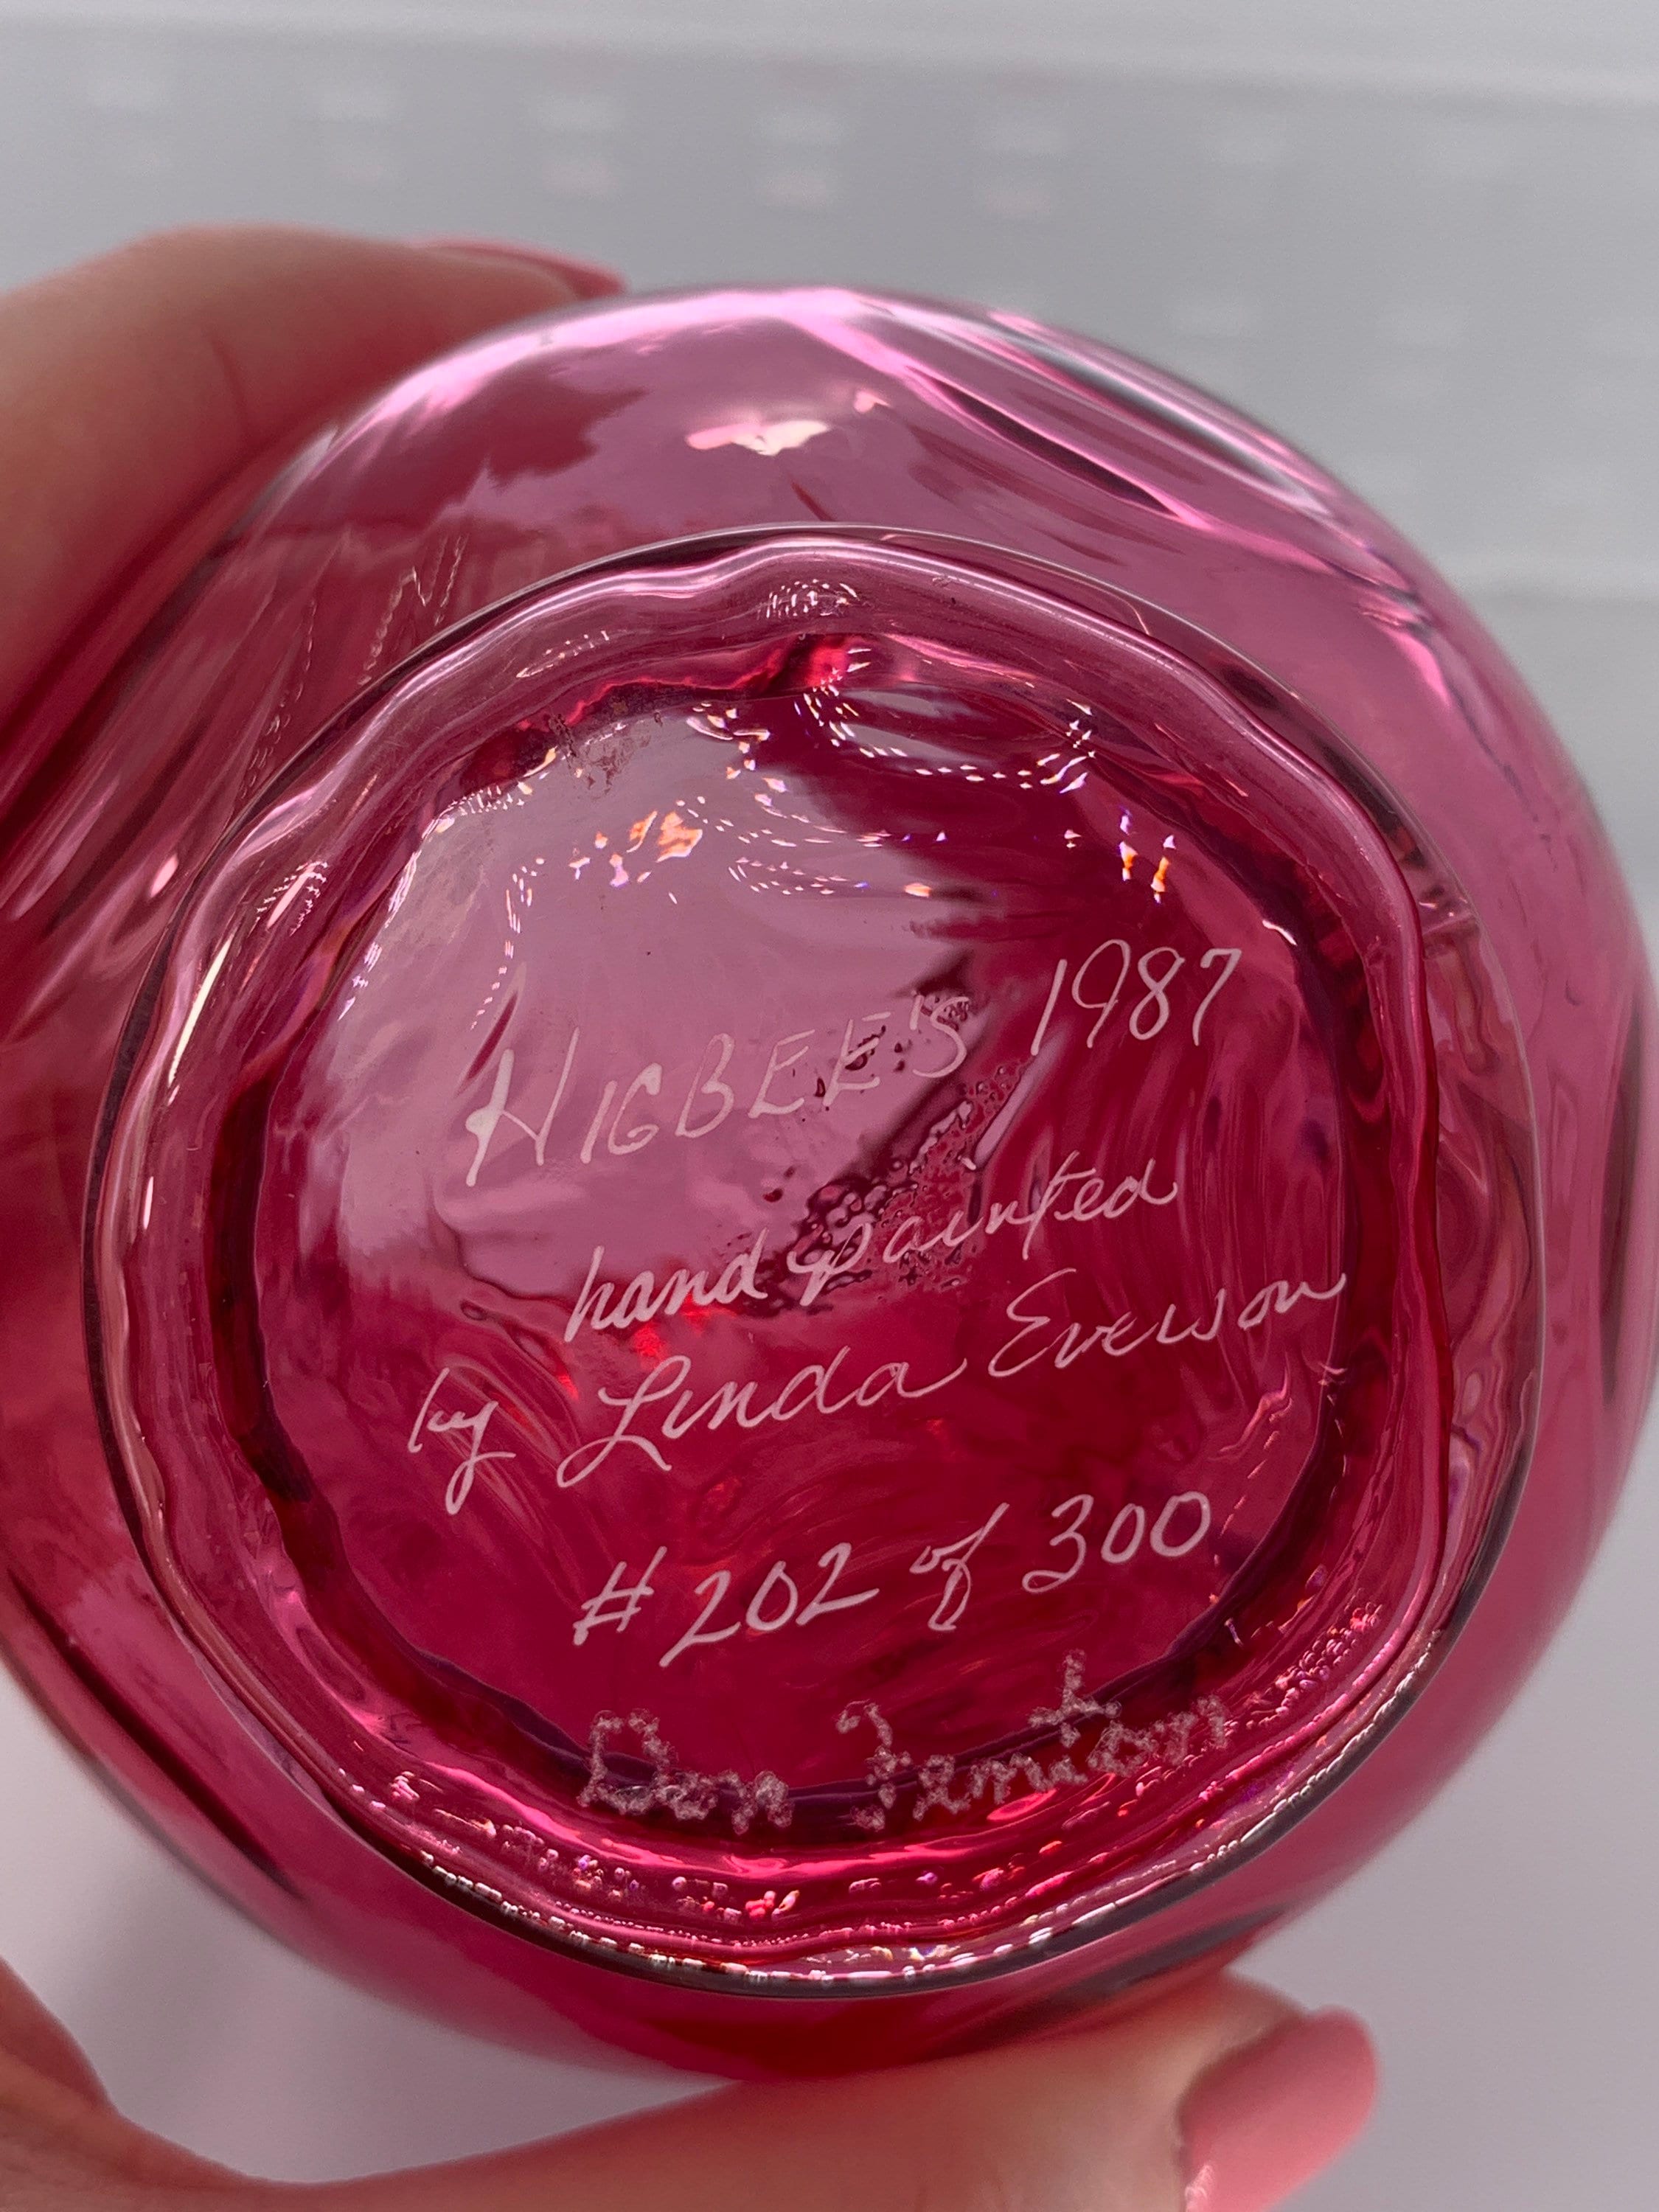 HIGBEE'S 1987
hand painted
by Linda Everson
#202 of 300
Don Fenton